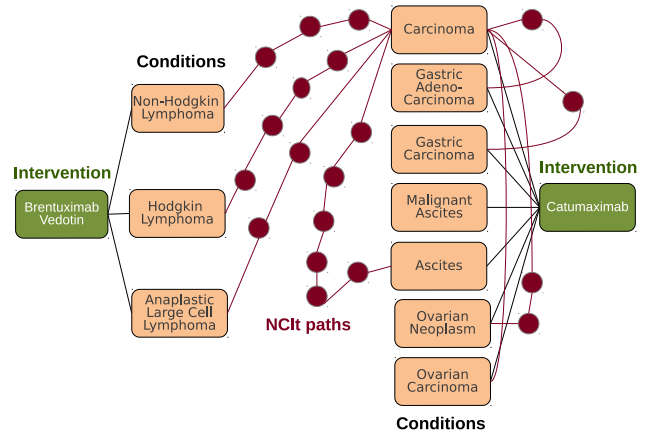 Conditions
Non-Hodgkin
Lymphoma
Intervention
Brentuximab
Vedotin
Hodgkin
Lymphoma
Anaplastic
Large Cell
Lymphoma
NCIt paths
Carcinoma
Gastric
Adeno-
Carcinoma
Gastric
Carcinoma
Malignant
Ascites
Ascites
Ovarian
Neoplasm
Ovarian
Carcinoma
Conditions
Intervention
Catumaximab